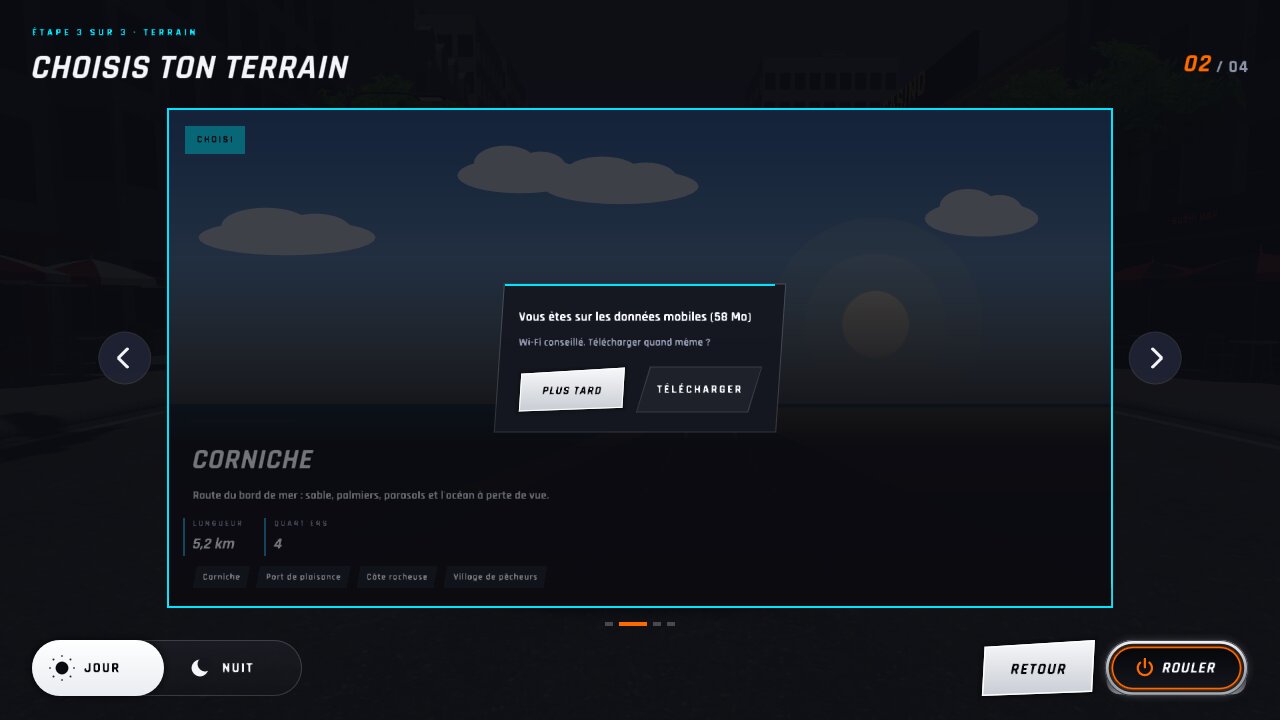 ÉTAPE 3 SUR 3 · TERRAIN
CHOISIS TON TERRAIN
02 / 04
CASINO
CHOISI
Vous êtes sur les données mobiles (58 Mo)
Wi-Fi conseillé. Télécharger quand même ?
PLUS TARD
TÉLÉCHARGER
CORNICHE
Route du bord de mer : sable, palmiers, parasols et l'océan à perte de vue.
LONGUEUR
QUARTIERS
5,2 km
4
Corniche
Port de plaisance
Côte rocheuse
Village de pêcheurs
JOUR
NUIT
RETOUR
ROULER